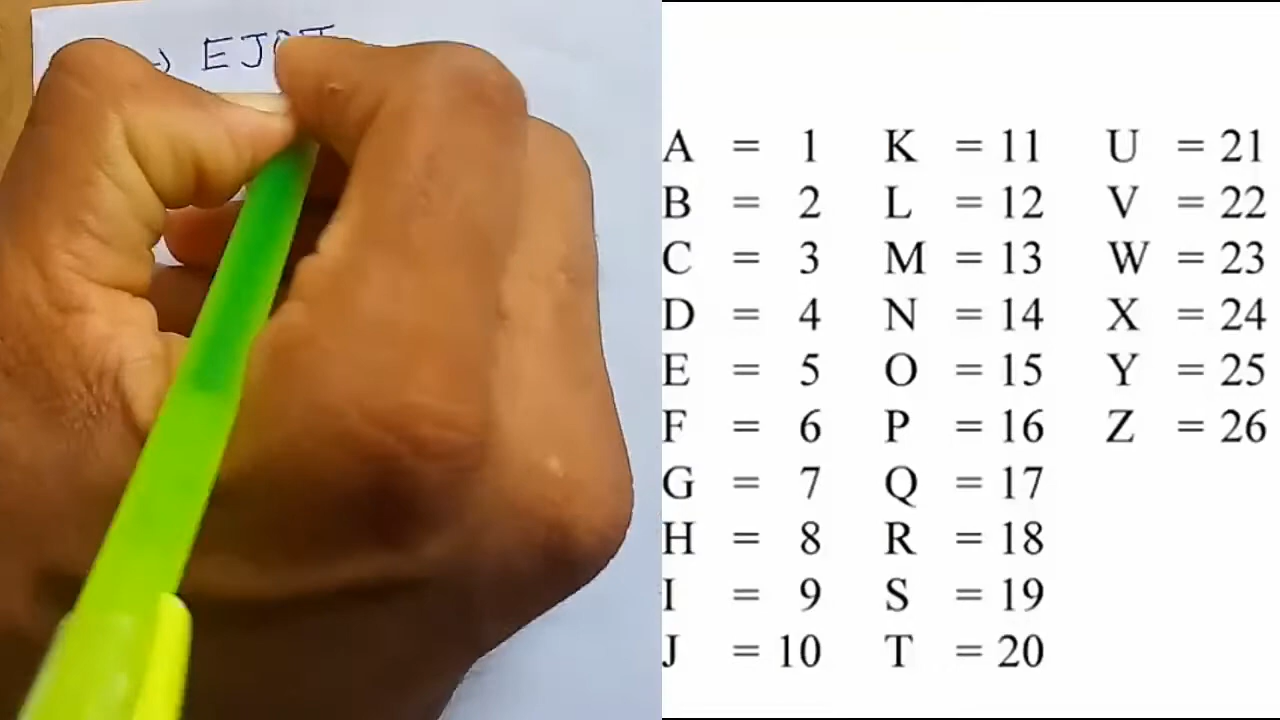 A = 1 K = 11 U = 21
B = 2 L = 12 V = 22
C = 3 M = 13 W = 23
D = 4 N = 14 X = 24
E = 5 O = 15 Y = 25
F = 6 P = 16 Z = 26
G = 7 Q = 17
H = 8 R = 18
I = 9 S = 19
J = 10 T = 20